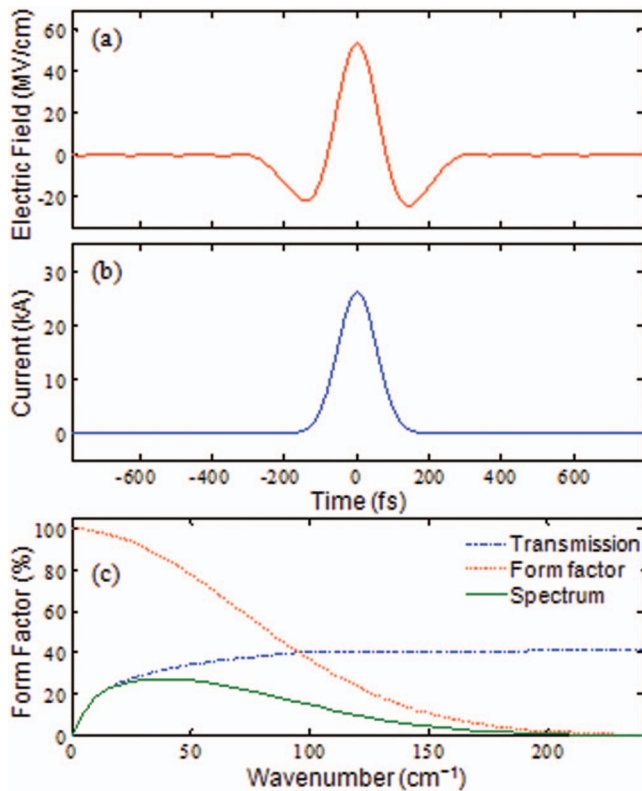 (a)
Electric Field (MV/cm)
60
40
20
0
-20
(b)
Current (kA)
30
20
10
0
-600 -400 -200 0 200 400 600
Time (fs)
(c)
Form Factor (%)
100
80
60
40
20
0
Transmission
Form factor
Spectrum
0 50 100 150 200
Wavenumber (cm⁻¹)